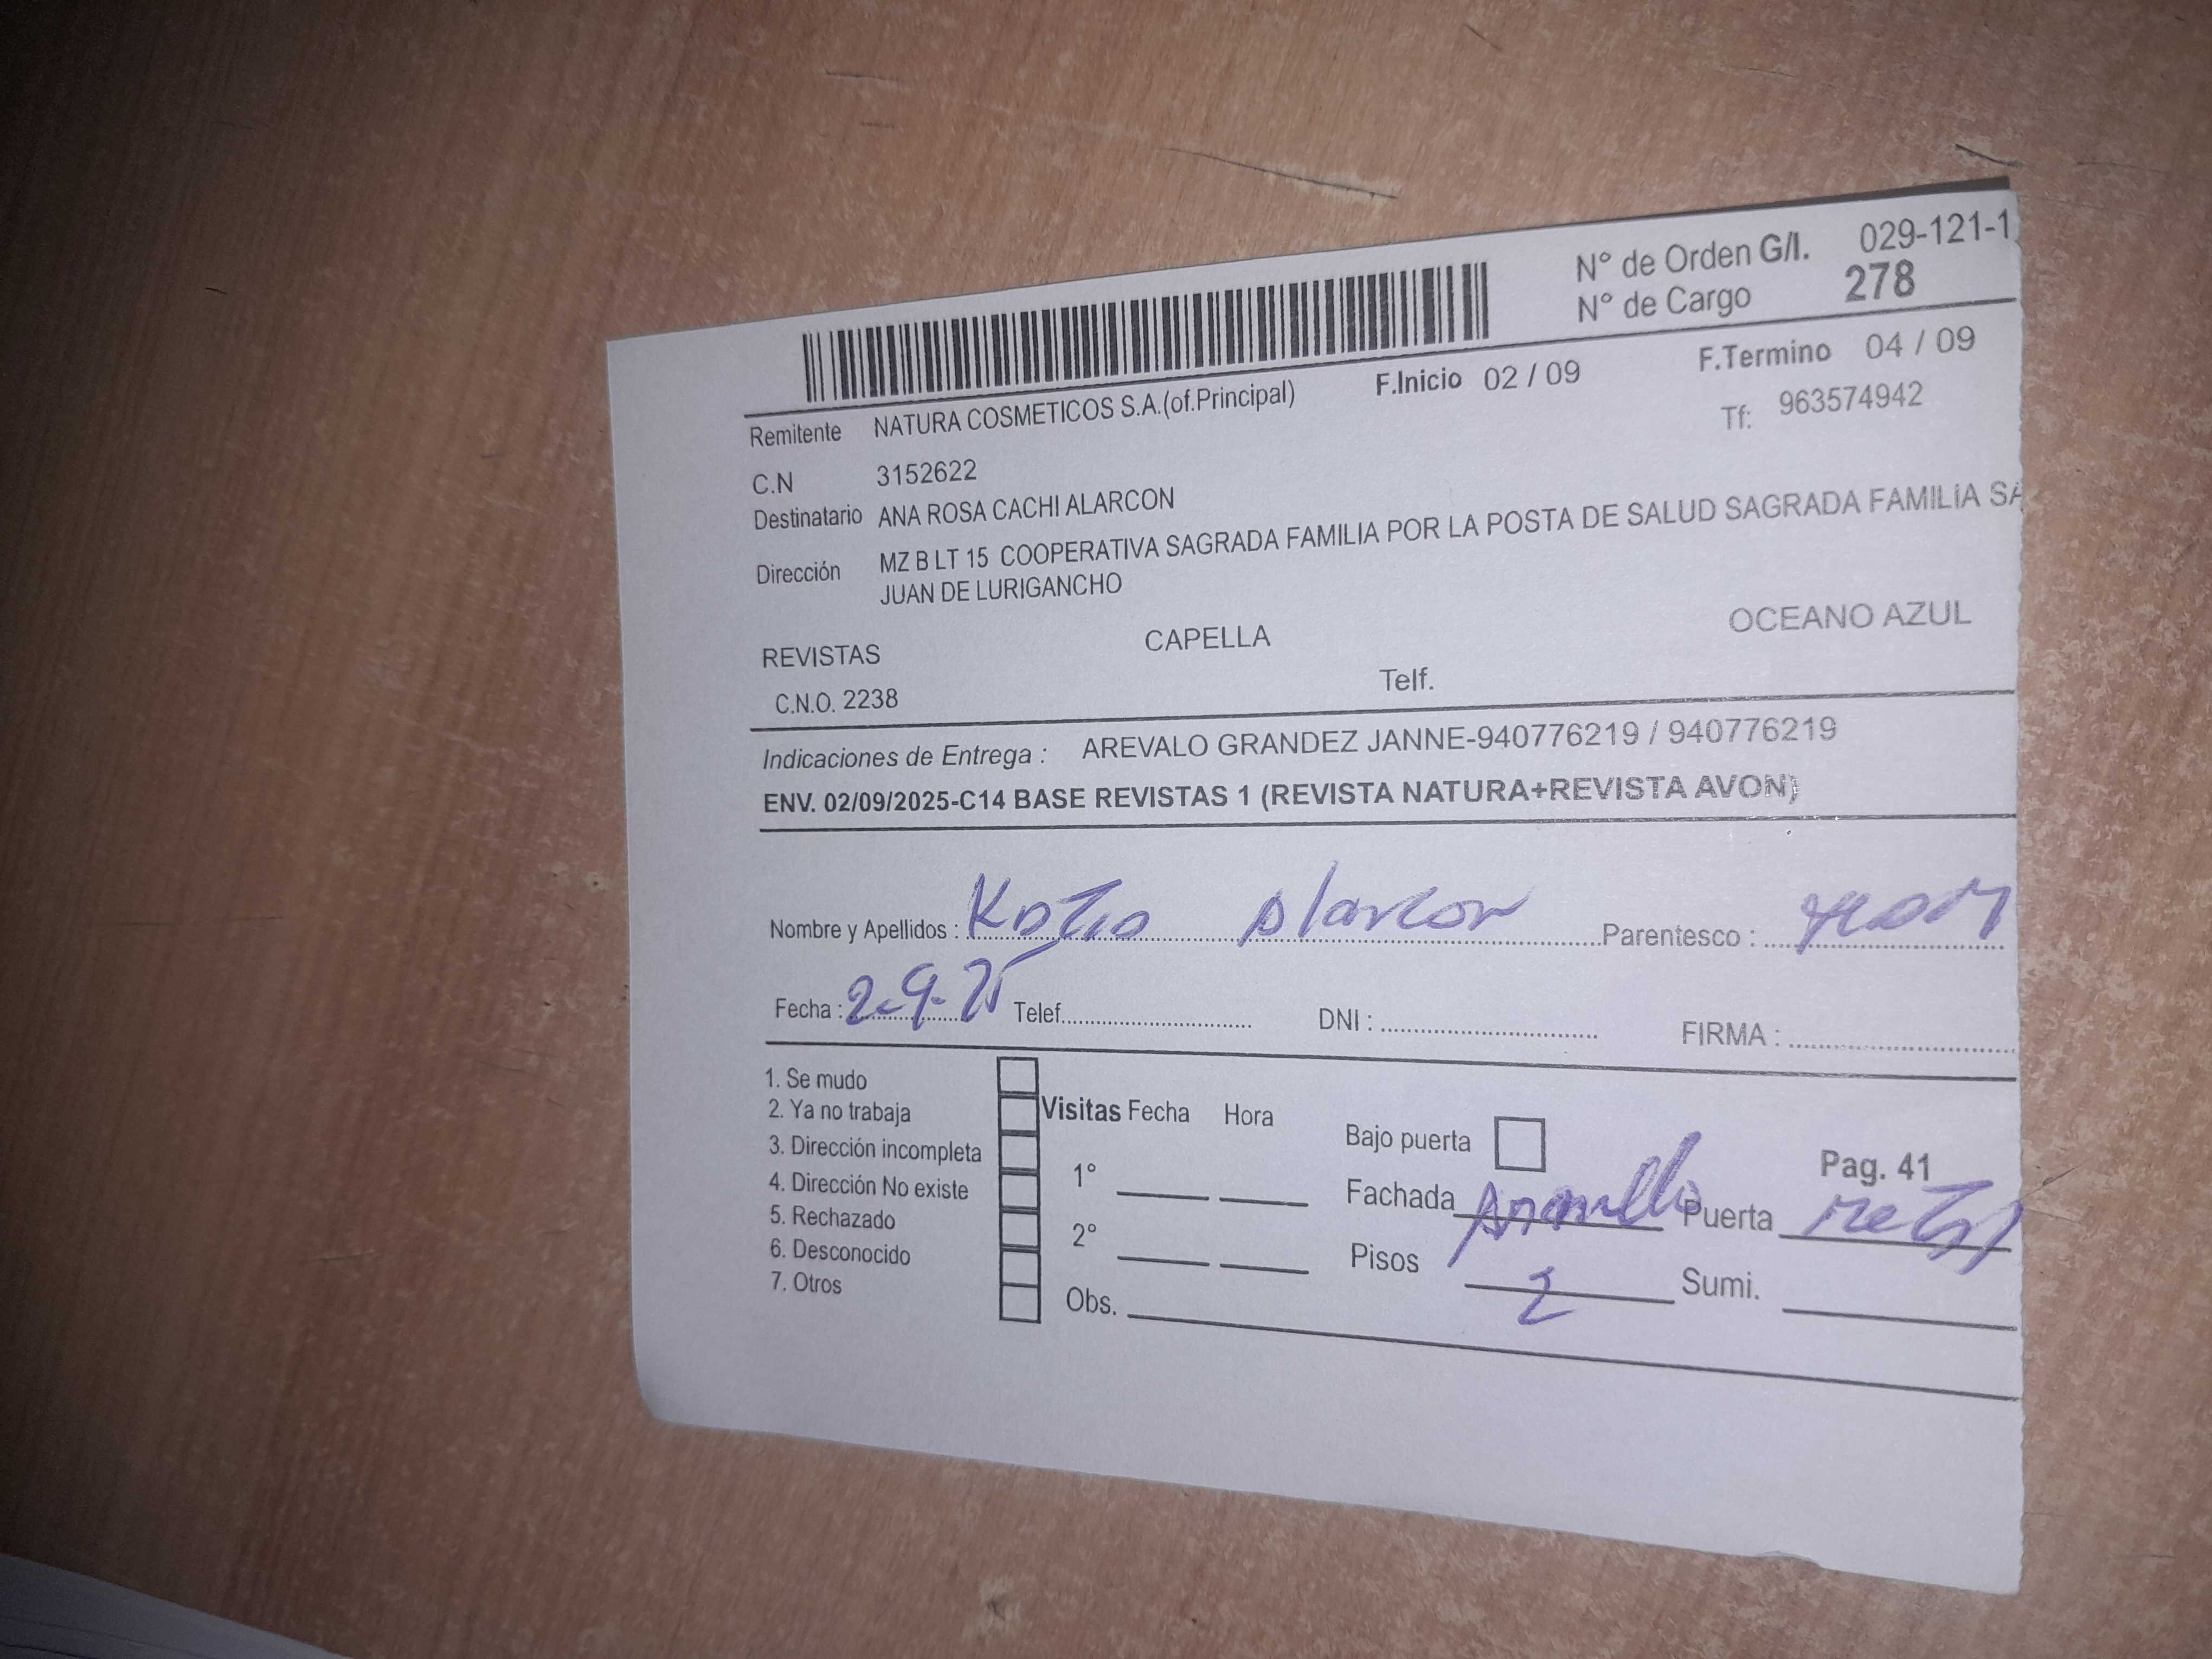 N° de Orden G/I. 029-121-1
N° de Cargo 278
F.Inicio 02 / 09 F.Termino 04 / 09
Remitente NATURA COSMETICOS S.A.(of.Principal) Tf: 963574942
C.N 3152622
Destinatario ANA ROSA CACHI ALARCON
Dirección MZ B LT 15 COOPERATIVA SAGRADA FAMILIA POR LA POSTA DE SALUD SAGRADA FAMILIA SA
JUAN DE LURIGANCHO
REVISTAS CAPELLA OCEANO AZUL
C.N.O. 2238 Telf.
Indicaciones de Entrega : AREVALO GRANDEZ JANNE-940776219 / 940776219
ENV. 02/09/2025-C14 BASE REVISTAS 1 (REVISTA NATURA+REVISTA AVON)
Nombre y Apellidos : Alarcon Parentesco :
Fecha : 2-9-25 Telef. DNI : FIRMA :
1. Se mudo
2. Ya no trabaja
3. Dirección incompleta
4. Dirección No existe
5. Rechazado
6. Desconocido
7. Otros
Visitas Fecha Hora
1°
2°
Obs.
Bajo puerta
Pag. 41
Fachada Amarillo Puerta
Pisos 2 Sumi.